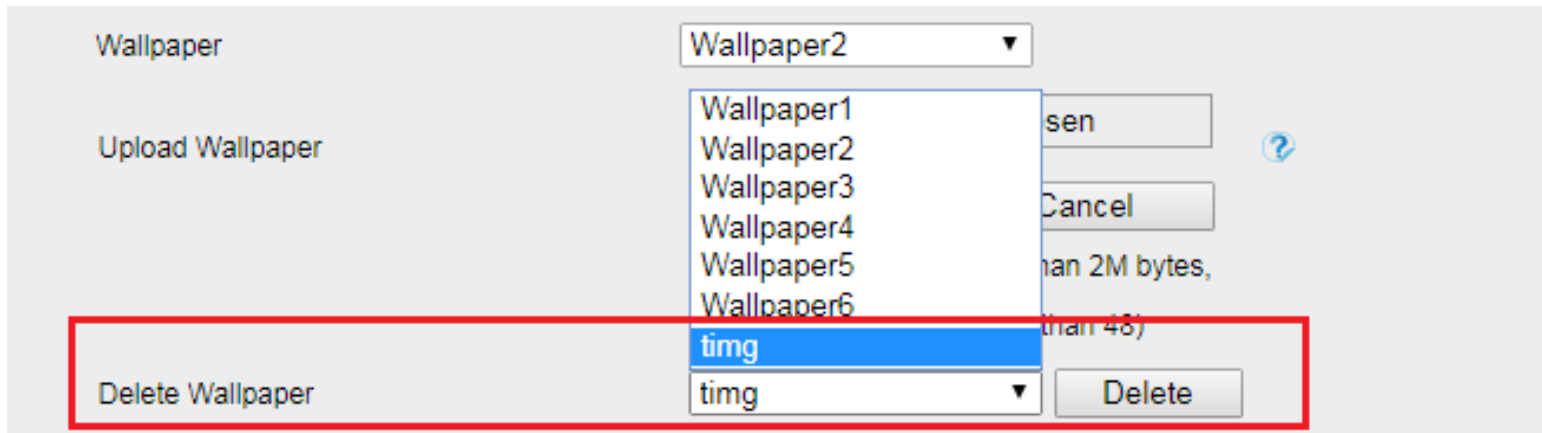 Wallpaper Wallpaper2
Wallpaper1
sen
Upload Wallpaper Wallpaper2
Wallpaper3
Cancel
Wallpaper4
Wallpaper5 han 2M bytes,
Wallpaper6
than 48)
timg
Delete Wallpaper timg Delete